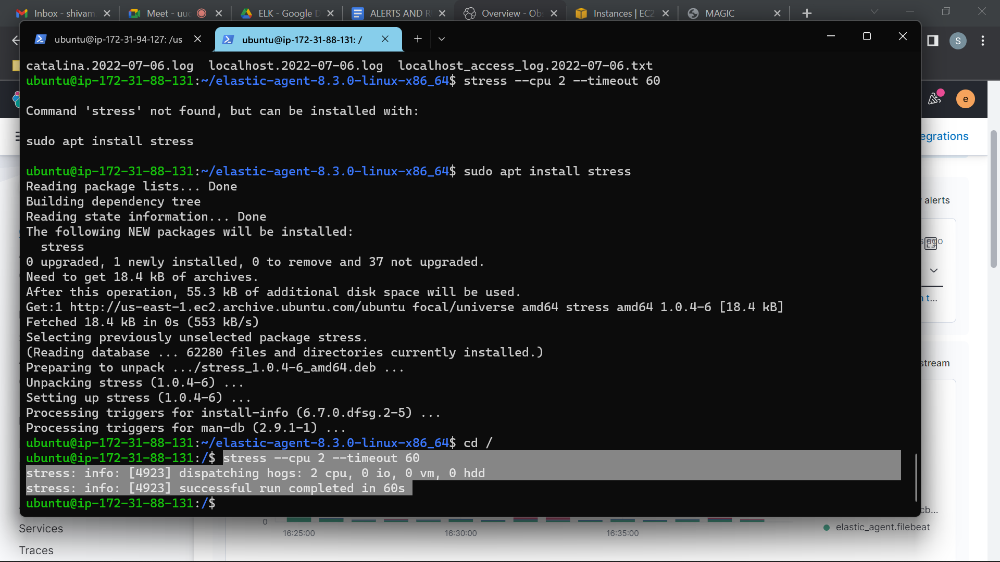 Inbox - shivam.
Meet - uuc
ELK - Google D
ALERTS AND R
Overview - Obs
Instances | EC2
MAGIC
ubuntu@ip-172-31-94-127: /us
ubuntu@ip-172-31-88-131: /
S
catalina.2022-07-06.log  localhost.2022-07-06.log  localhost_access_log.2022-07-06.txt
ubuntu@ip-172-31-88-131:~/elastic-agent-8.3.0-linux-x86_64$ stress --cpu 2 --timeout 60
e
Command 'stress' not found, but can be installed with:
egrations
sudo apt install stress
ubuntu@ip-172-31-88-131:~/elastic-agent-8.3.0-linux-x86_64$ sudo apt install stress
Reading package lists... Done
Building dependency tree
alerts
Reading state information... Done
The following NEW packages will be installed:
  stress
s ago
0 upgraded, 1 newly installed, 0 to remove and 37 not upgraded.
Need to get 18.4 kB of archives.
After this operation, 55.3 kB of additional disk space will be used.
n t...
Get:1 http://us-east-1.ec2.archive.ubuntu.com/ubuntu focal/universe amd64 stress amd64 1.0.4-6 [18.4 kB]
Fetched 18.4 kB in 0s (553 kB/s)
Selecting previously unselected package stress.
(Reading database ... 62280 files and directories currently installed.)
stream
Preparing to unpack .../stress_1.0.4-6_amd64.deb ...
Unpacking stress (1.0.4-6) ...
Setting up stress (1.0.4-6) ...
Processing triggers for install-info (6.7.0.dfsg.2-5) ...
Processing triggers for man-db (2.9.1-1) ...
ubuntu@ip-172-31-88-131:~/elastic-agent-8.3.0-linux-x86_64$ cd /
ubuntu@ip-172-31-88-131:/$ stress --cpu 2 --timeout 60
stress: info: [4923] dispatching hogs: 2 cpu, 0 io, 0 vm, 0 hdd
stress: info: [4923] successful run completed in 60s
ubuntu@ip-172-31-88-131:/$
cb...
0
elastic_agent.filebeat
Services
16:25:00
16:30:00
16:35:00
Traces